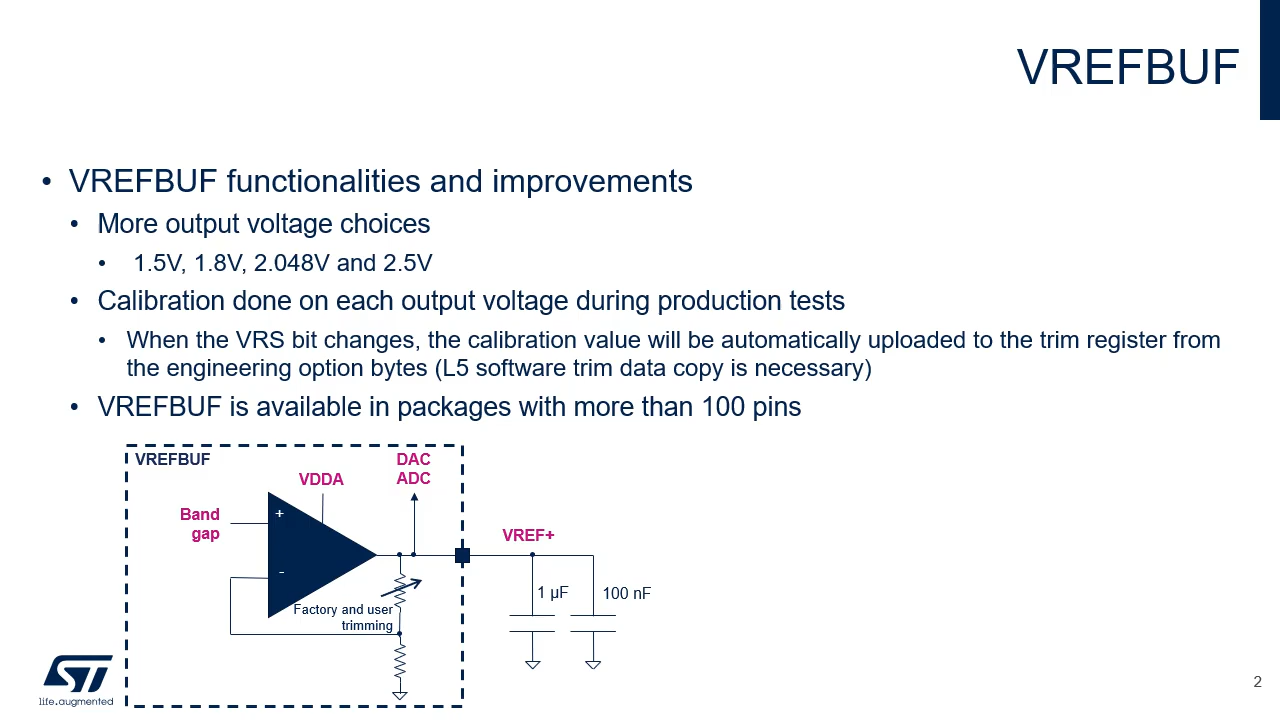 VREFBUF
• VREFBUF functionalities and improvements
• More output voltage choices
• 1.5V, 1.8V, 2.048V and 2.5V
• Calibration done on each output voltage during production tests
• When the VRS bit changes, the calibration value will be automatically uploaded to the trim register from
the engineering option bytes (L5 software trim data copy is necessary)
• VREFBUF is available in packages with more than 100 pins
VREFBUF
DAC
ADC
VDDA
Band
gap
+
-
VREF+
1 µF
100 nF
Factory and user
trimming
ST
life.augmented
2